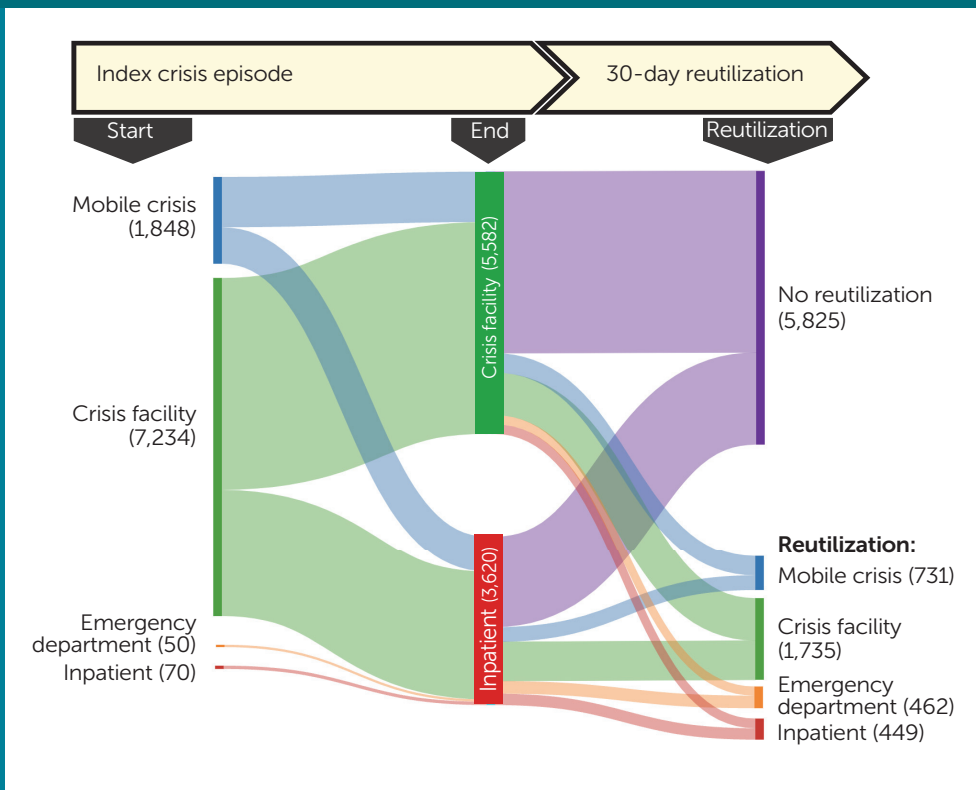 Index crisis episode
30-day reutilization
Start
End
Reutilization
Mobile crisis
(1,848)
Crisis facility
(7,234)
Emergency
department (50)
Inpatient (70)
Crisis facility (5,582)
Inpatient (3,620)
No reutilization
(5,825)
Reutilization:
Mobile crisis (731)
Crisis facility
(1,735)
Emergency
department (462)
Inpatient (449)